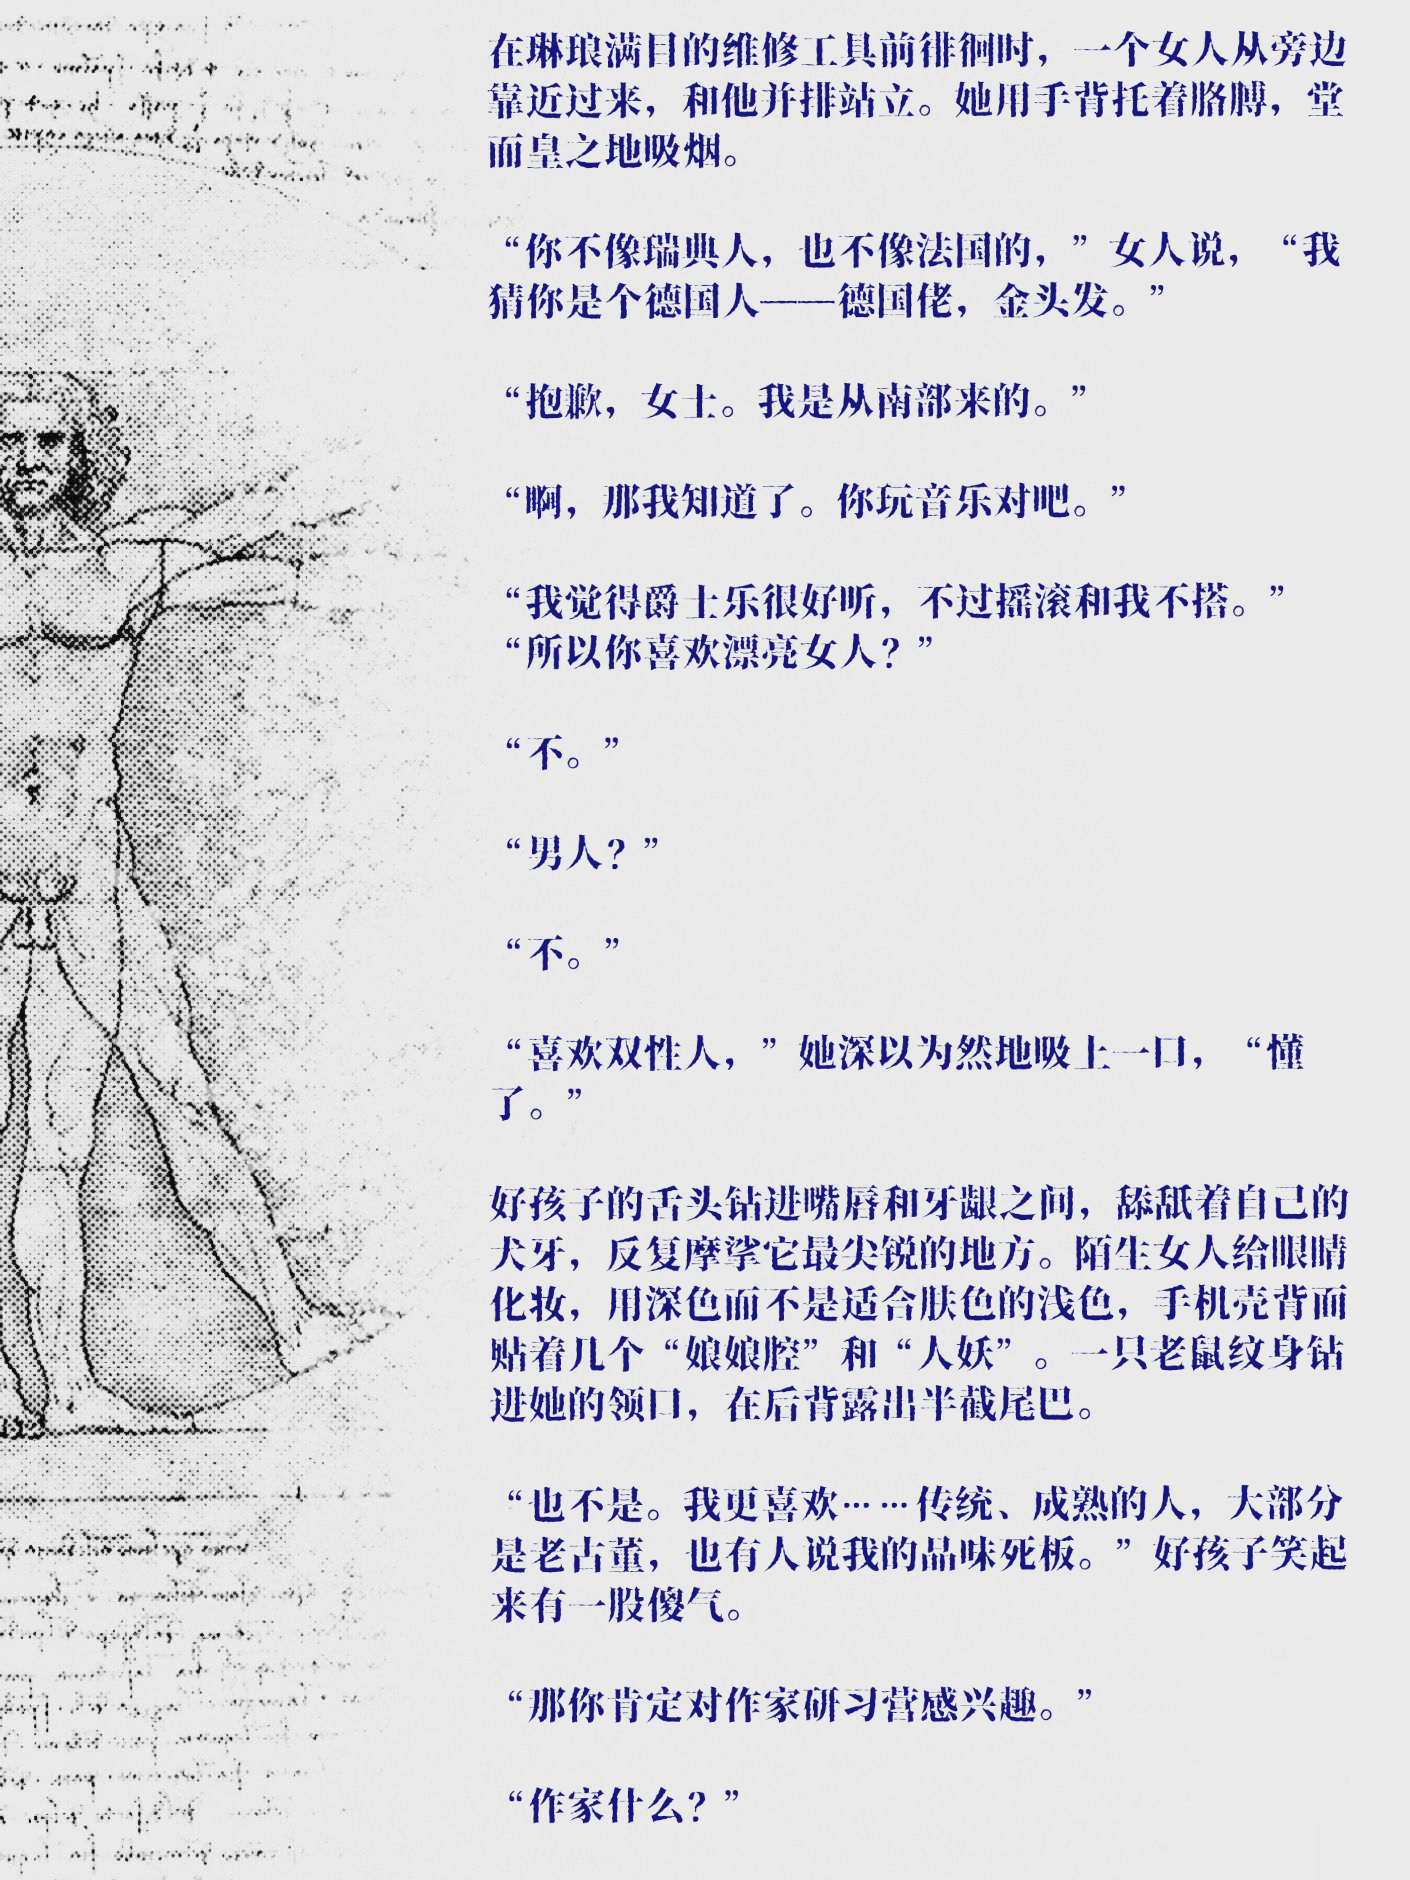 在琳琅满目的维修工具前徘徊时，一个女人从旁边
靠近过来，和他并排站立。她用手背托着胳膊，堂
而皇之地吸烟。
“你不像瑞典人，也不像法国的，”女人说，“我
猜你是个德国人——德国佬，金头发。”
“抱歉，女士。我是从南部来的。”
“啊，那我知道了。你玩音乐对吧。”
“我觉得爵士乐很好听，不过摇滚和我不搭。”
“所以你喜欢漂亮女人？”
“不。”
“男人？”
“不。”
“喜欢双性人，”她深以为然地吸上一口，“懂
了。”
好孩子的舌头钻进嘴唇和牙龈之间，舔舐着自己的
犬牙，反复摩挲它最尖锐的地方。陌生女人给眼睛
化妆，用深色而不是适合肤色的浅色，手机壳背面
贴着几个“娘娘腔”和“人妖”。一只老鼠纹身钻
进她的领口，在后背露出半截尾巴。
“也不是。我更喜欢……传统、成熟的人，大部分
是老古董，也有人说我的品味死板。”好孩子笑起
来有一股傻气。
“那你肯定对作家研习营感兴趣。”
“作家什么？”